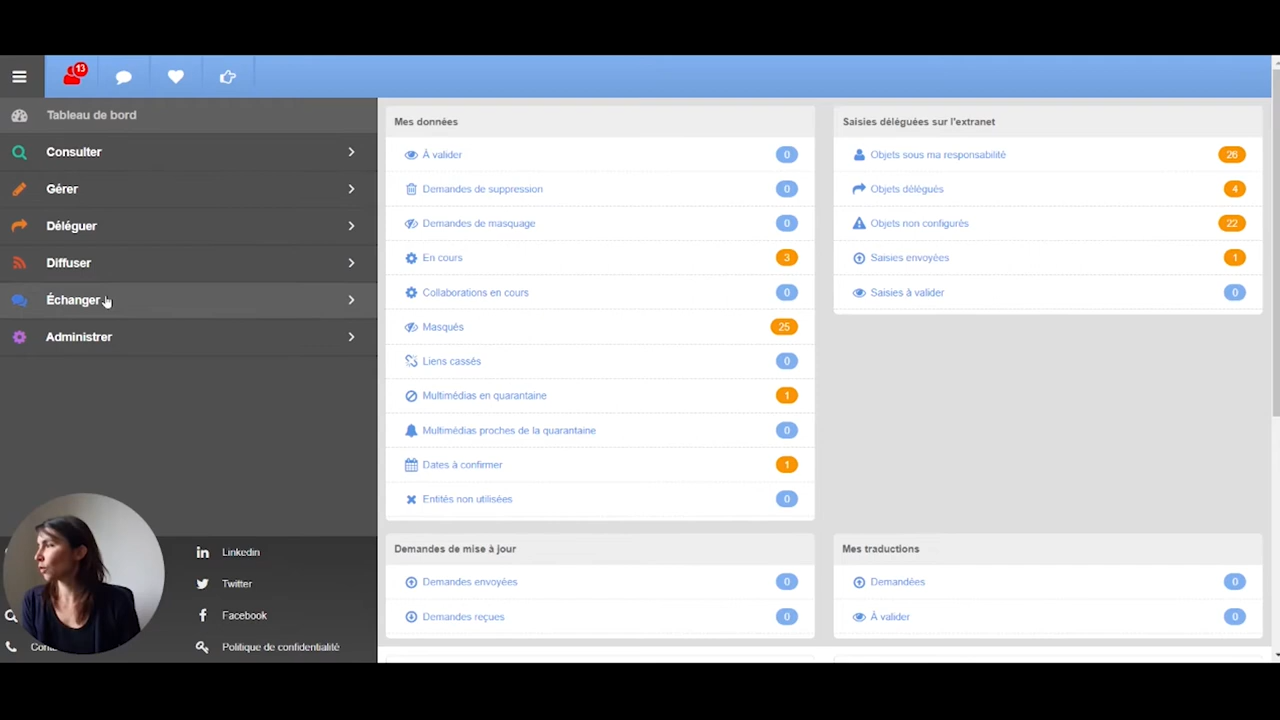 13
Tableau de bord
Consulter
Gérer
Déléguer
Diffuser
Échanger
Administrer
Linkedin
Twitter
Facebook
Politique de confidentialité
Mes données
À valider 0
Demandes de suppression 0
Demandes de masquage 0
En cours 3
Collaborations en cours 0
Masqués 25
Liens cassés 0
Multimédias en quarantaine 1
Multimédias proches de la quarantaine 0
Dates à confirmer 1
Entités non utilisées 0
Saisies déléguées sur l'extranet
Objets sous ma responsabilité 26
Objets délégués 4
Objets non configurés 22
Saisies envoyées 1
Saisies à valider 0
Demandes de mise à jour
Demandes envoyées 0
Demandes reçues 0
Mes traductions
Demandées 0
À valider 0